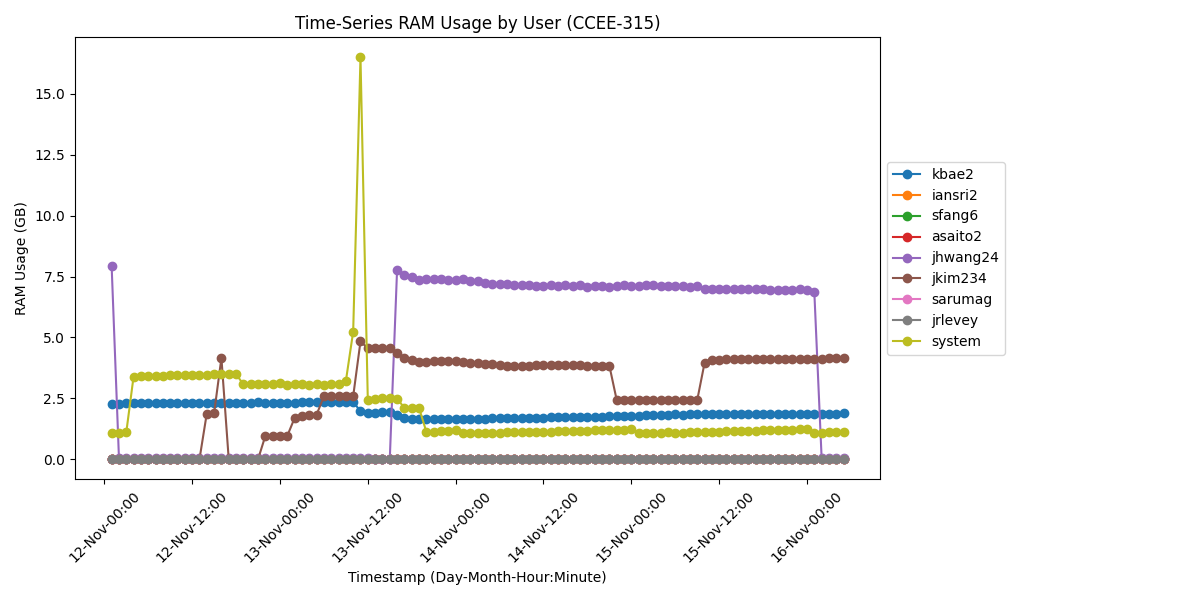 Time-Series RAM Usage by User (CCEE-315)
RAM Usage (GB)
15.0
12.5
10.0
7.5
5.0
2.5
0.0
12-Nov-00:00
12-Nov-12:00
13-Nov-00:00
13-Nov-12:00
14-Nov-00:00
14-Nov-12:00
15-Nov-00:00
15-Nov-12:00
16-Nov-00:00
Timestamp (Day-Month-Hour:Minute)
kbae2
iansri2
sfang6
asaito2
jhwang24
jkim234
sarumag
jrlevey
system